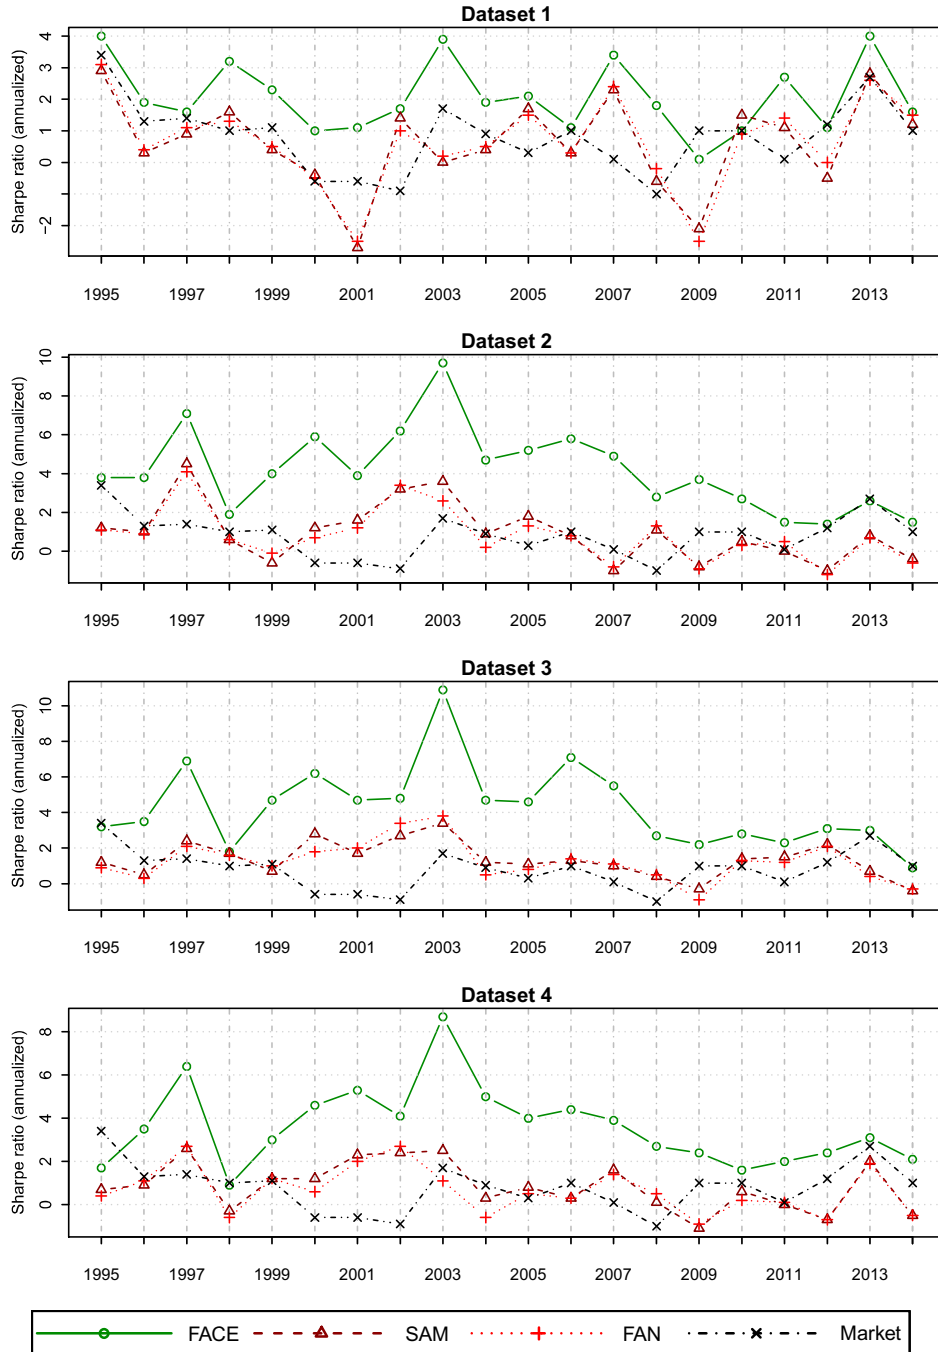 Dataset 1
Sharpe ratio (annualized)
4
3
2
1
0
−2
1995 1997 1999 2001 2003 2005 2007 2009 2011 2013
Dataset 2
Sharpe ratio (annualized)
10
8
6
4
2
0
1995 1997 1999 2001 2003 2005 2007 2009 2011 2013
Dataset 3
Sharpe ratio (annualized)
10
8
6
4
2
0
1995 1997 1999 2001 2003 2005 2007 2009 2011 2013
Dataset 4
Sharpe ratio (annualized)
8
6
4
2
0
1995 1997 1999 2001 2003 2005 2007 2009 2011 2013
FACE SAM FAN Market